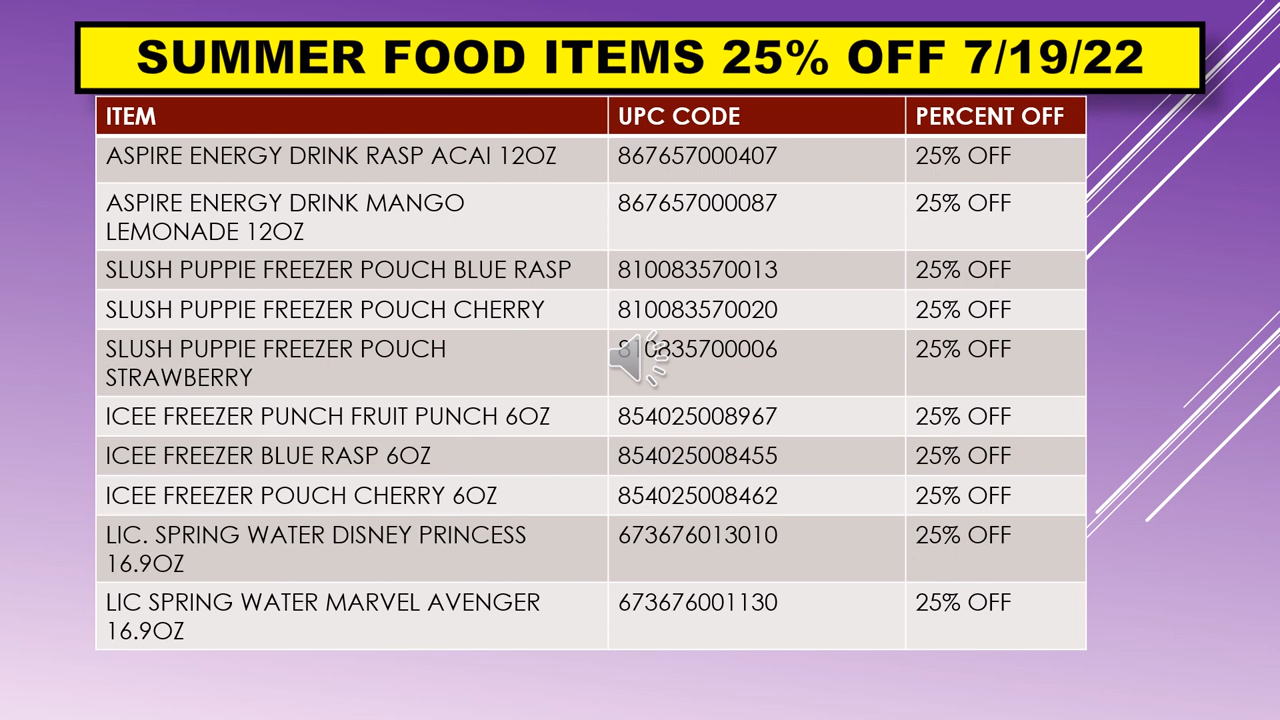 SUMMER FOOD ITEMS 25% OFF 7/19/22
ITEM UPC CODE PERCENT OFF
ASPIRE ENERGY DRINK RASP ACAI 12OZ 867657000407 25% OFF
ASPIRE ENERGY DRINK MANGO 867657000087 25% OFF
LEMONADE 12OZ
SLUSH PUPPIE FREEZER POUCH BLUE RASP 810083570013 25% OFF
SLUSH PUPPIE FREEZER POUCH CHERRY 810083570020 25% OFF
SLUSH PUPPIE FREEZER POUCH 810835700006 25% OFF
STRAWBERRY
ICEE FREEZER PUNCH FRUIT PUNCH 6OZ 854025008967 25% OFF
ICEE FREEZER BLUE RASP 6OZ 854025008455 25% OFF
ICEE FREEZER POUCH CHERRY 6OZ 854025008462 25% OFF
LIC. SPRING WATER DISNEY PRINCESS 673676013010 25% OFF
16.9OZ
LIC SPRING WATER MARVEL AVENGER 673676001130 25% OFF
16.9OZ